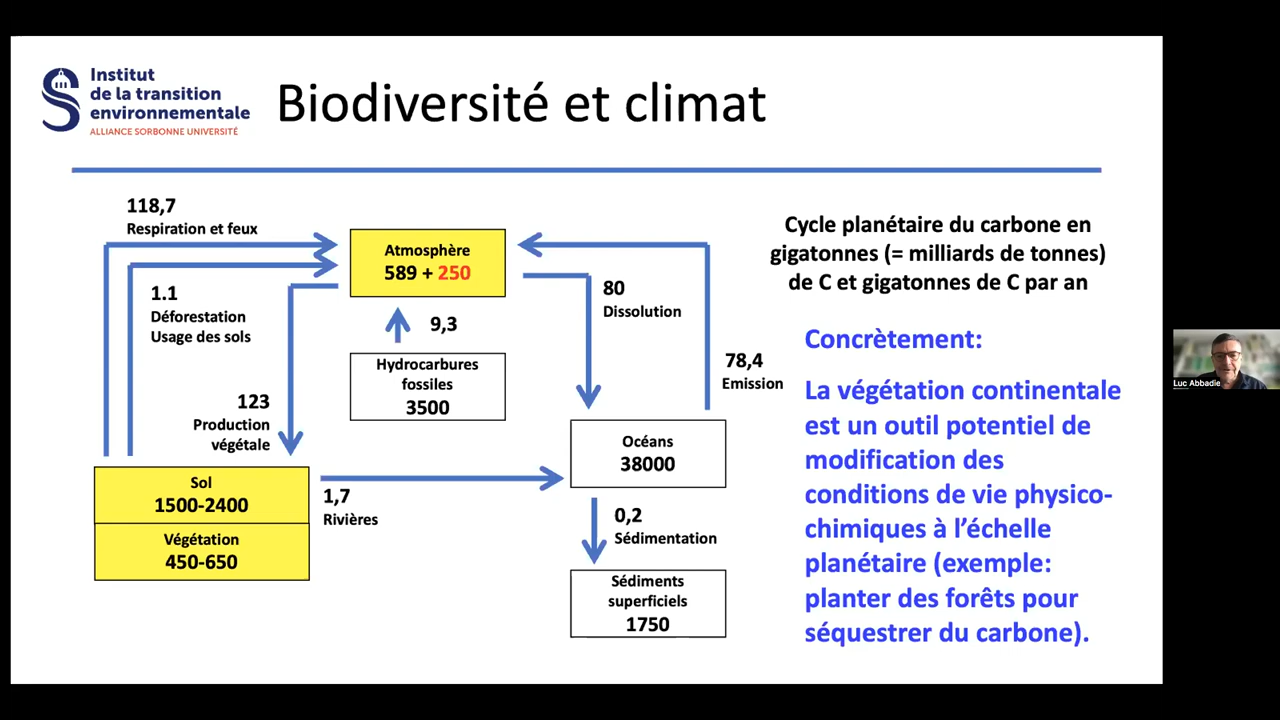 Institut
de la transition
environnementale
ALLIANCE SORBONNE UNIVERSITÉ
Biodiversité et climat
118,7
Respiration et feux
1.1
Déforestation
Usage des sols
123
Production
végétale
Atmosphère
589 + 250
9,3
Hydrocarbures
fossiles
3500
80
Dissolution
78,4
Emission
Sol
1500-2400
Végétation
450-650
1,7
Rivières
Océans
38000
0,2
Sédimentation
Sédiments
superficiels
1750
Cycle planétaire du carbone en
gigatonnes (= milliards de tonnes)
de C et gigatonnes de C par an
Concrètement:
La végétation continentale
est un outil potentiel de
modification des
conditions de vie physico-
chimiques à l’échelle
planétaire (exemple:
planter des forêts pour
séquestrer du carbone).
Luc Abbadie